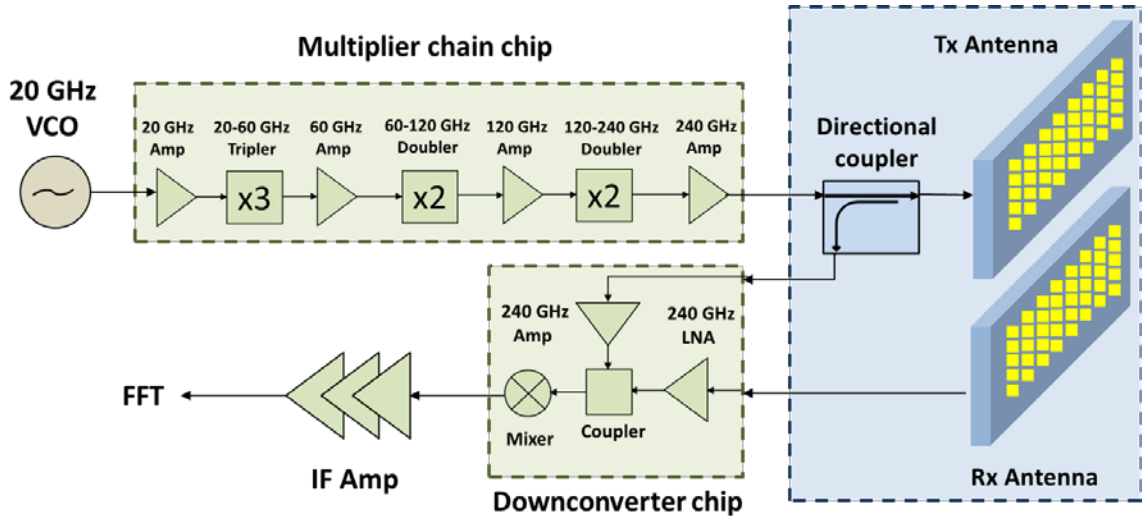 Multiplier chain chip
20 GHz
VCO
20 GHz
Amp
20-60 GHz
Tripler
60 GHz
Amp
60-120 GHz
Doubler
120 GHz
Amp
120-240 GHz
Doubler
240 GHz
Amp
x3
x2
x2
Tx Antenna
Directional
coupler
240 GHz
Amp
240 GHz
LNA
FFT
Mixer
Coupler
IF Amp
Rx Antenna
Downconverter chip